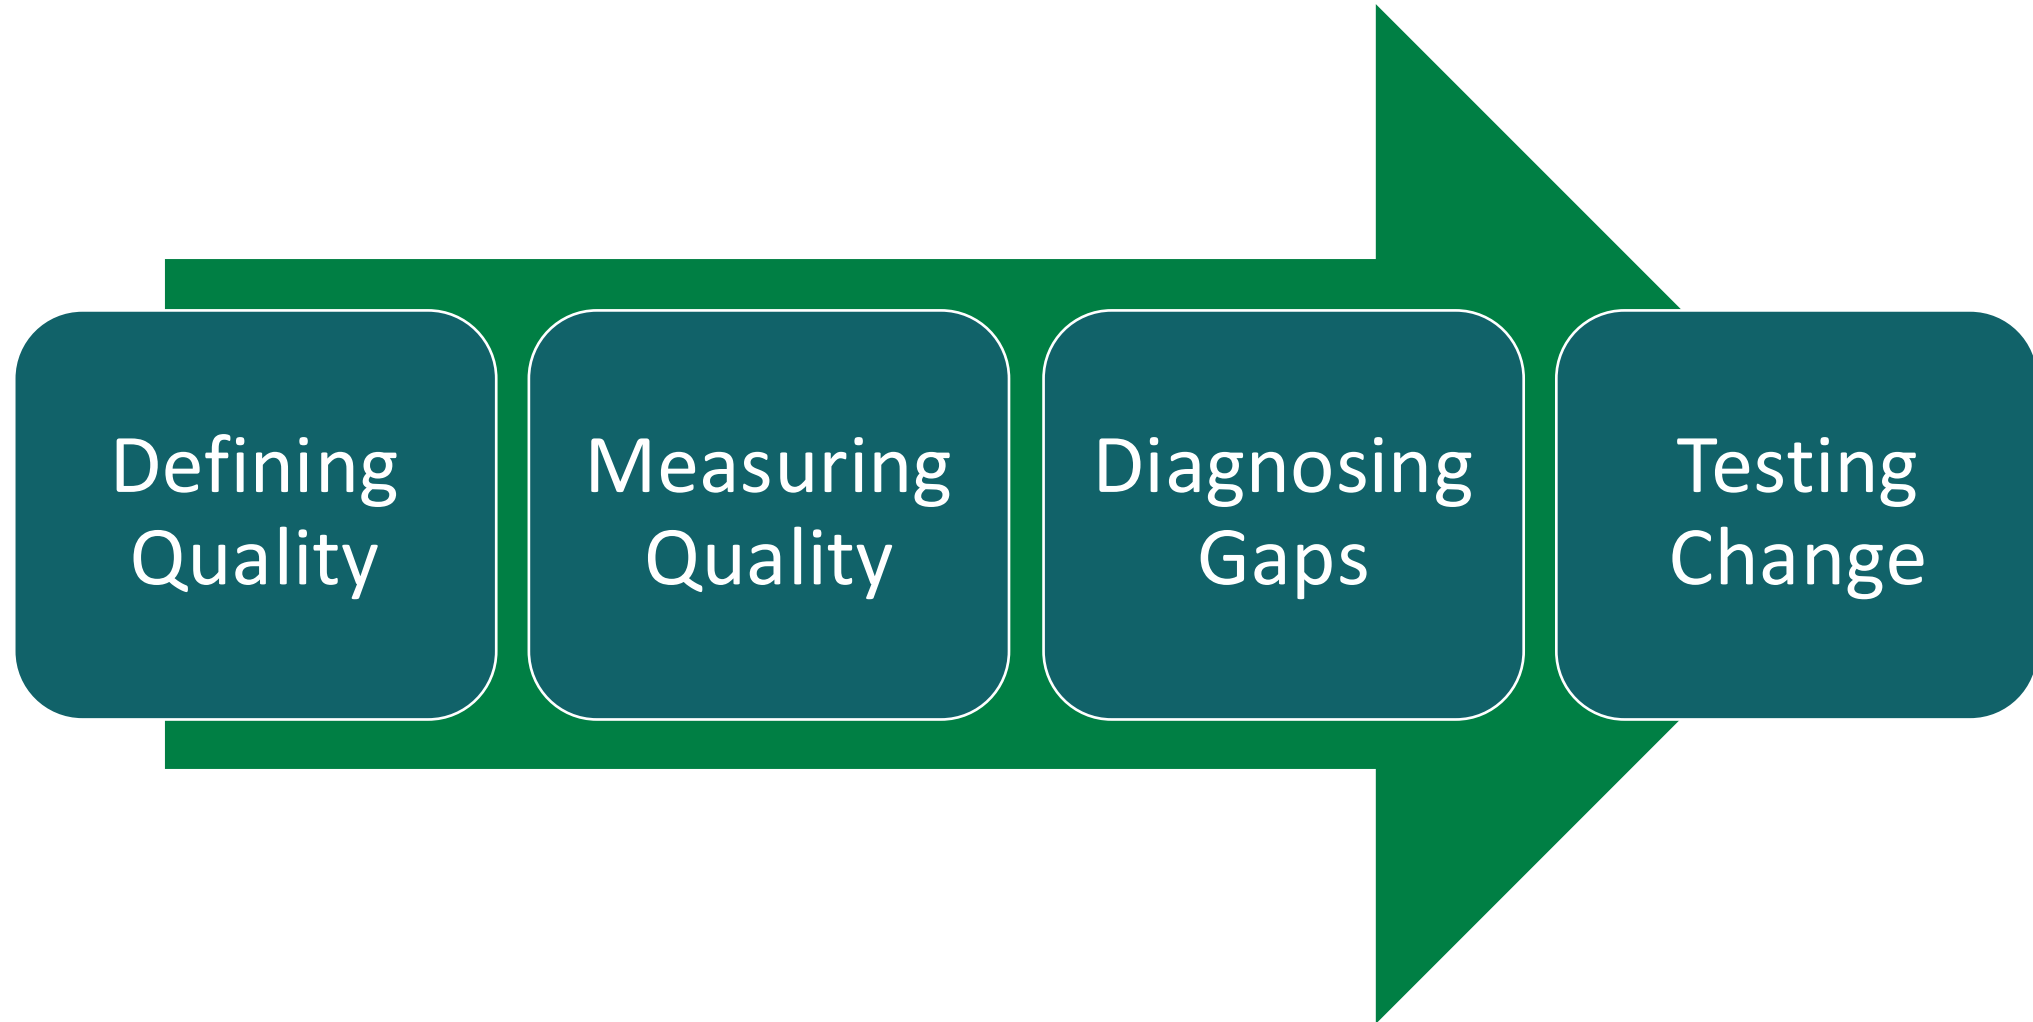 Defining
Quality
Measuring
Quality
Diagnosing
Gaps
Testing
Change